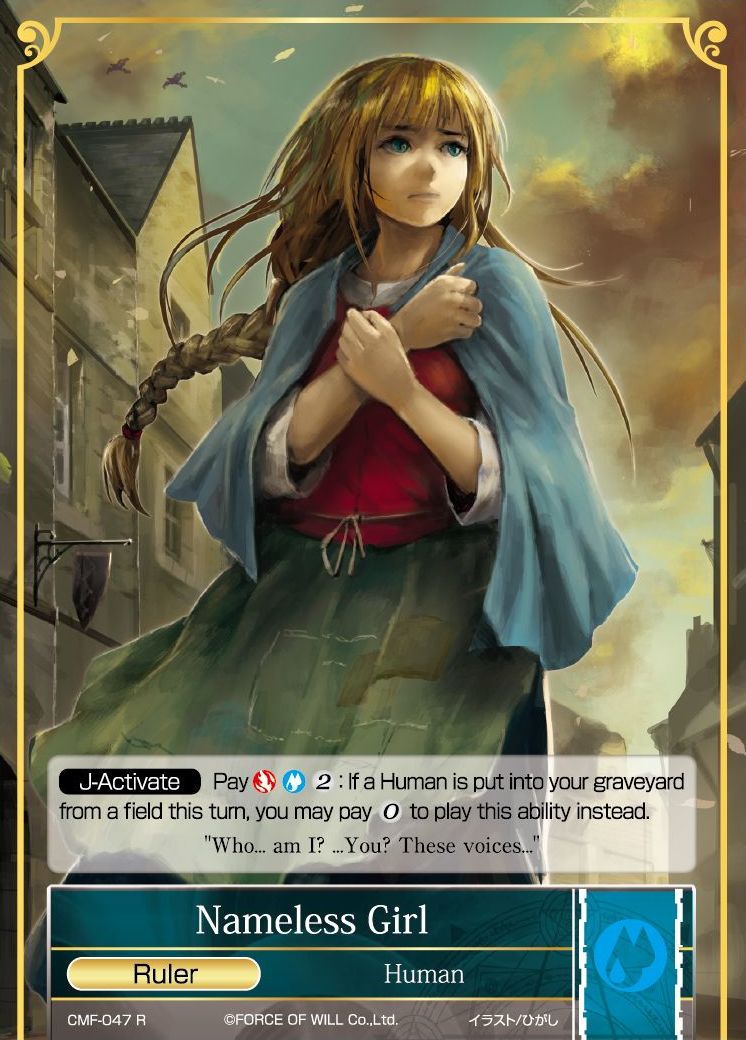 J-Activate Pay 2 : If a Human is put into your graveyard
from a field this turn, you may pay 0 to play this ability instead.
"Who... am I? ...You? These voices..."
Nameless Girl
Ruler Human
CMF-047 R ©FORCE OF WILL Co.,Ltd. イラスト/ひがし